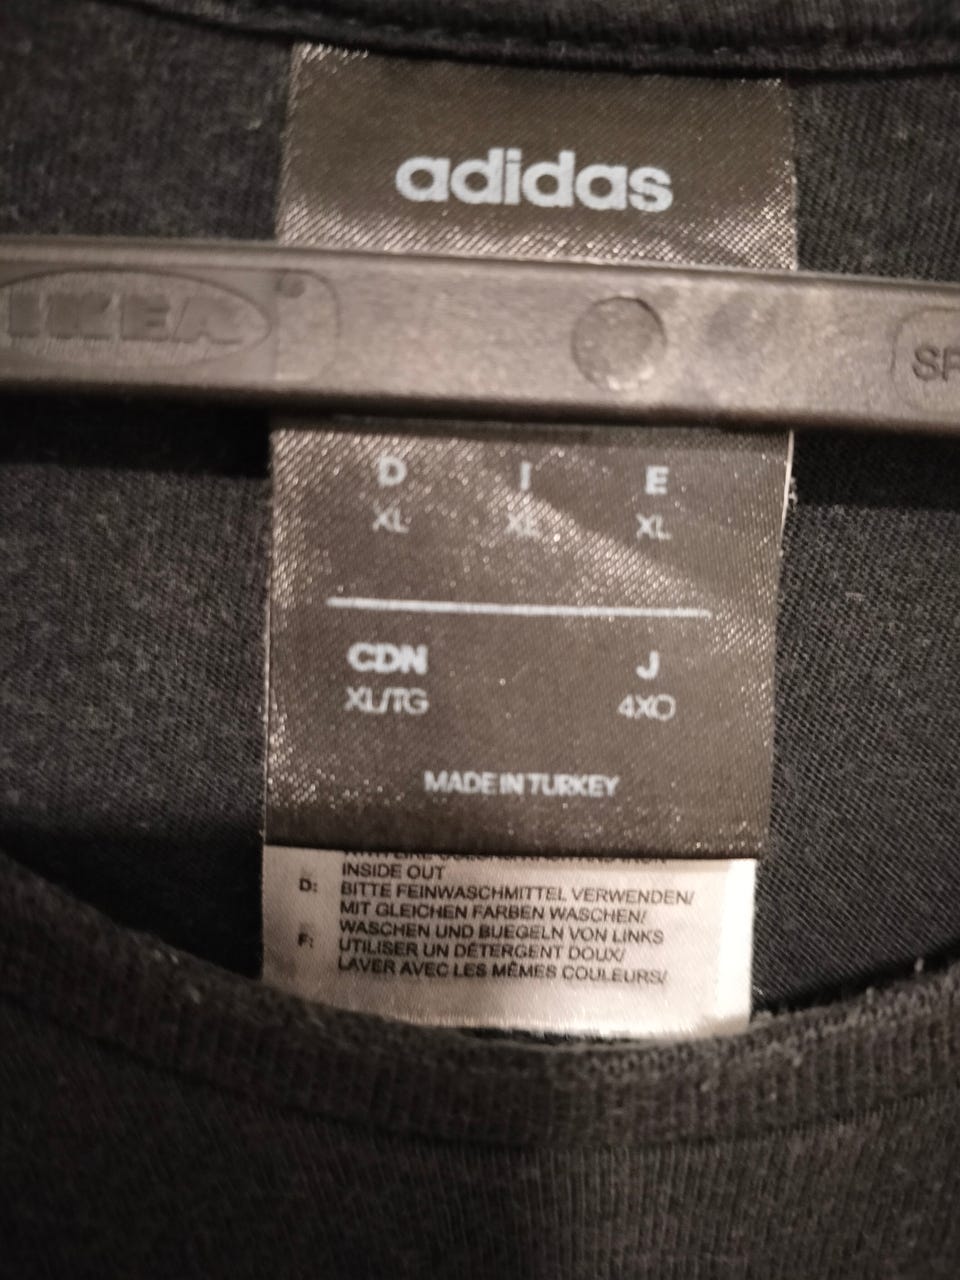 adidas
IKEA
D I E
XL XL XL
CDN J
XL/TG 4XO
MADE IN TURKEY
INSIDE OUT
D: BITTE FEINWASCHMITTEL VERWENDEN/
MIT GLEICHEN FARBEN WASCHEN/
WASCHEN UND BUEGELN VON LINKS
F: UTILISER UN DÉTERGENT DOUX/
LAVER AVEC LES MÊMES COULEURS/